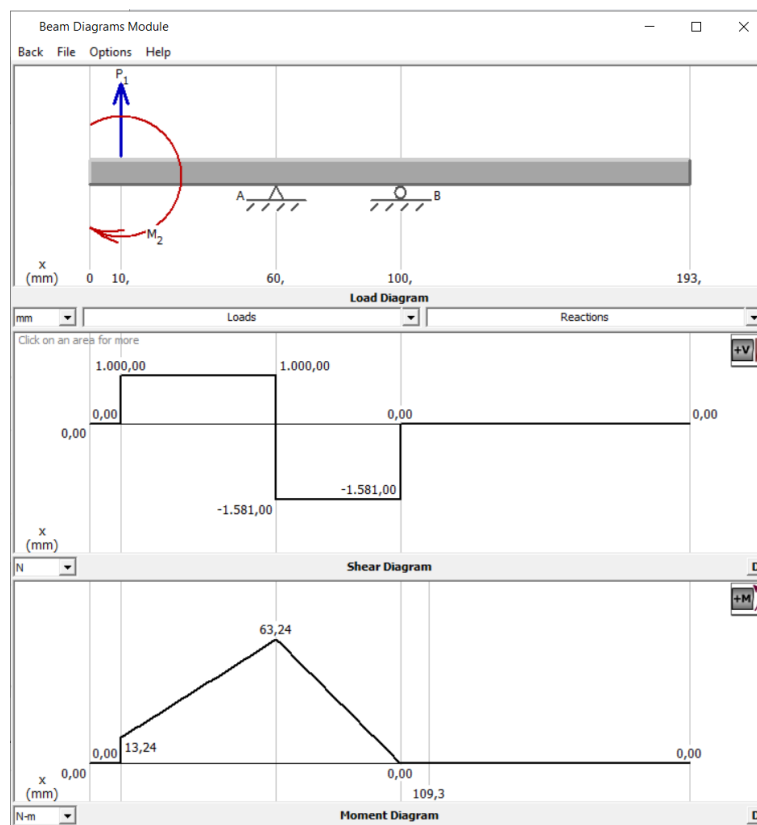 Beam Diagrams Module
Back File Options Help
P1
A
B
M2
x
(mm)
0 10, 60, 100, 193,
Load Diagram
mm Loads Reactions
Click on an area for more
+V
1.000,00 1.000,00
0,00 0,00 0,00
0,00
-1.581,00
-1.581,00
x
(mm)
N Shear Diagram D
+M
63,24
0,00 13,24 0,00
0,00 0,00
x
(mm)
109,3
N-m Moment Diagram D